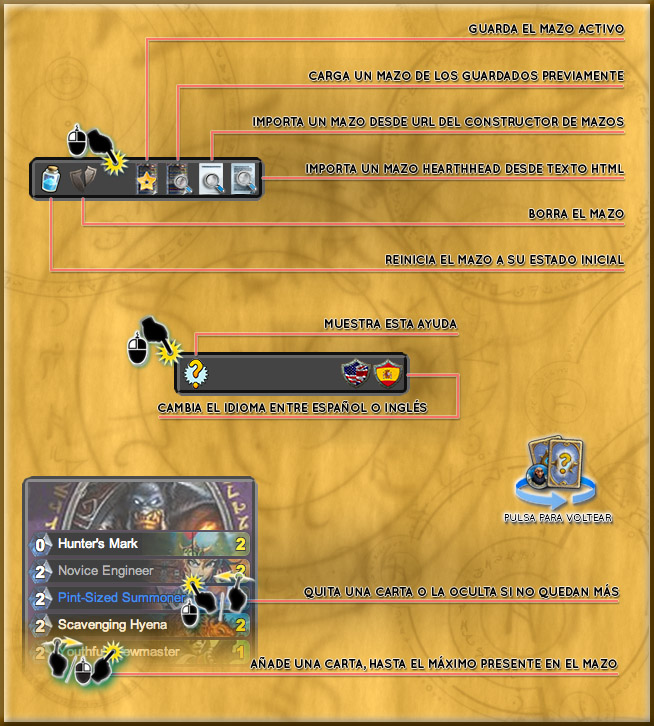 GUARDA EL MAZO ACTIVO
CARGA UN MAZO DE LOS GUARDADOS PREVIAMENTE
IMPORTA UN MAZO DESDE URL DEL CONSTRUCTOR DE MAZOS
IMPORTA UN MAZO HEARTHHEAD DESDE TEXTO HTML
BORRA EL MAZO
REINICIA EL MAZO A SU ESTADO INICIAL
MUESTRA ESTA AYUDA
?
CAMBIA EL IDIOMA ENTRE ESPAÑOL O INGLÉS
?
PULSA PARA VOLTEAR
0 Hunter's Mark 2
2 Novice Engineer 2
2 Pint-Sized Summoner
QUITA UNA CARTA O LA OCULTA SI NO QUEDAN MÁS
2 Scavenging Hyena 2
2 1
AÑADE UNA CARTA, HASTA EL MÁXIMO PRESENTE EN EL MAZO